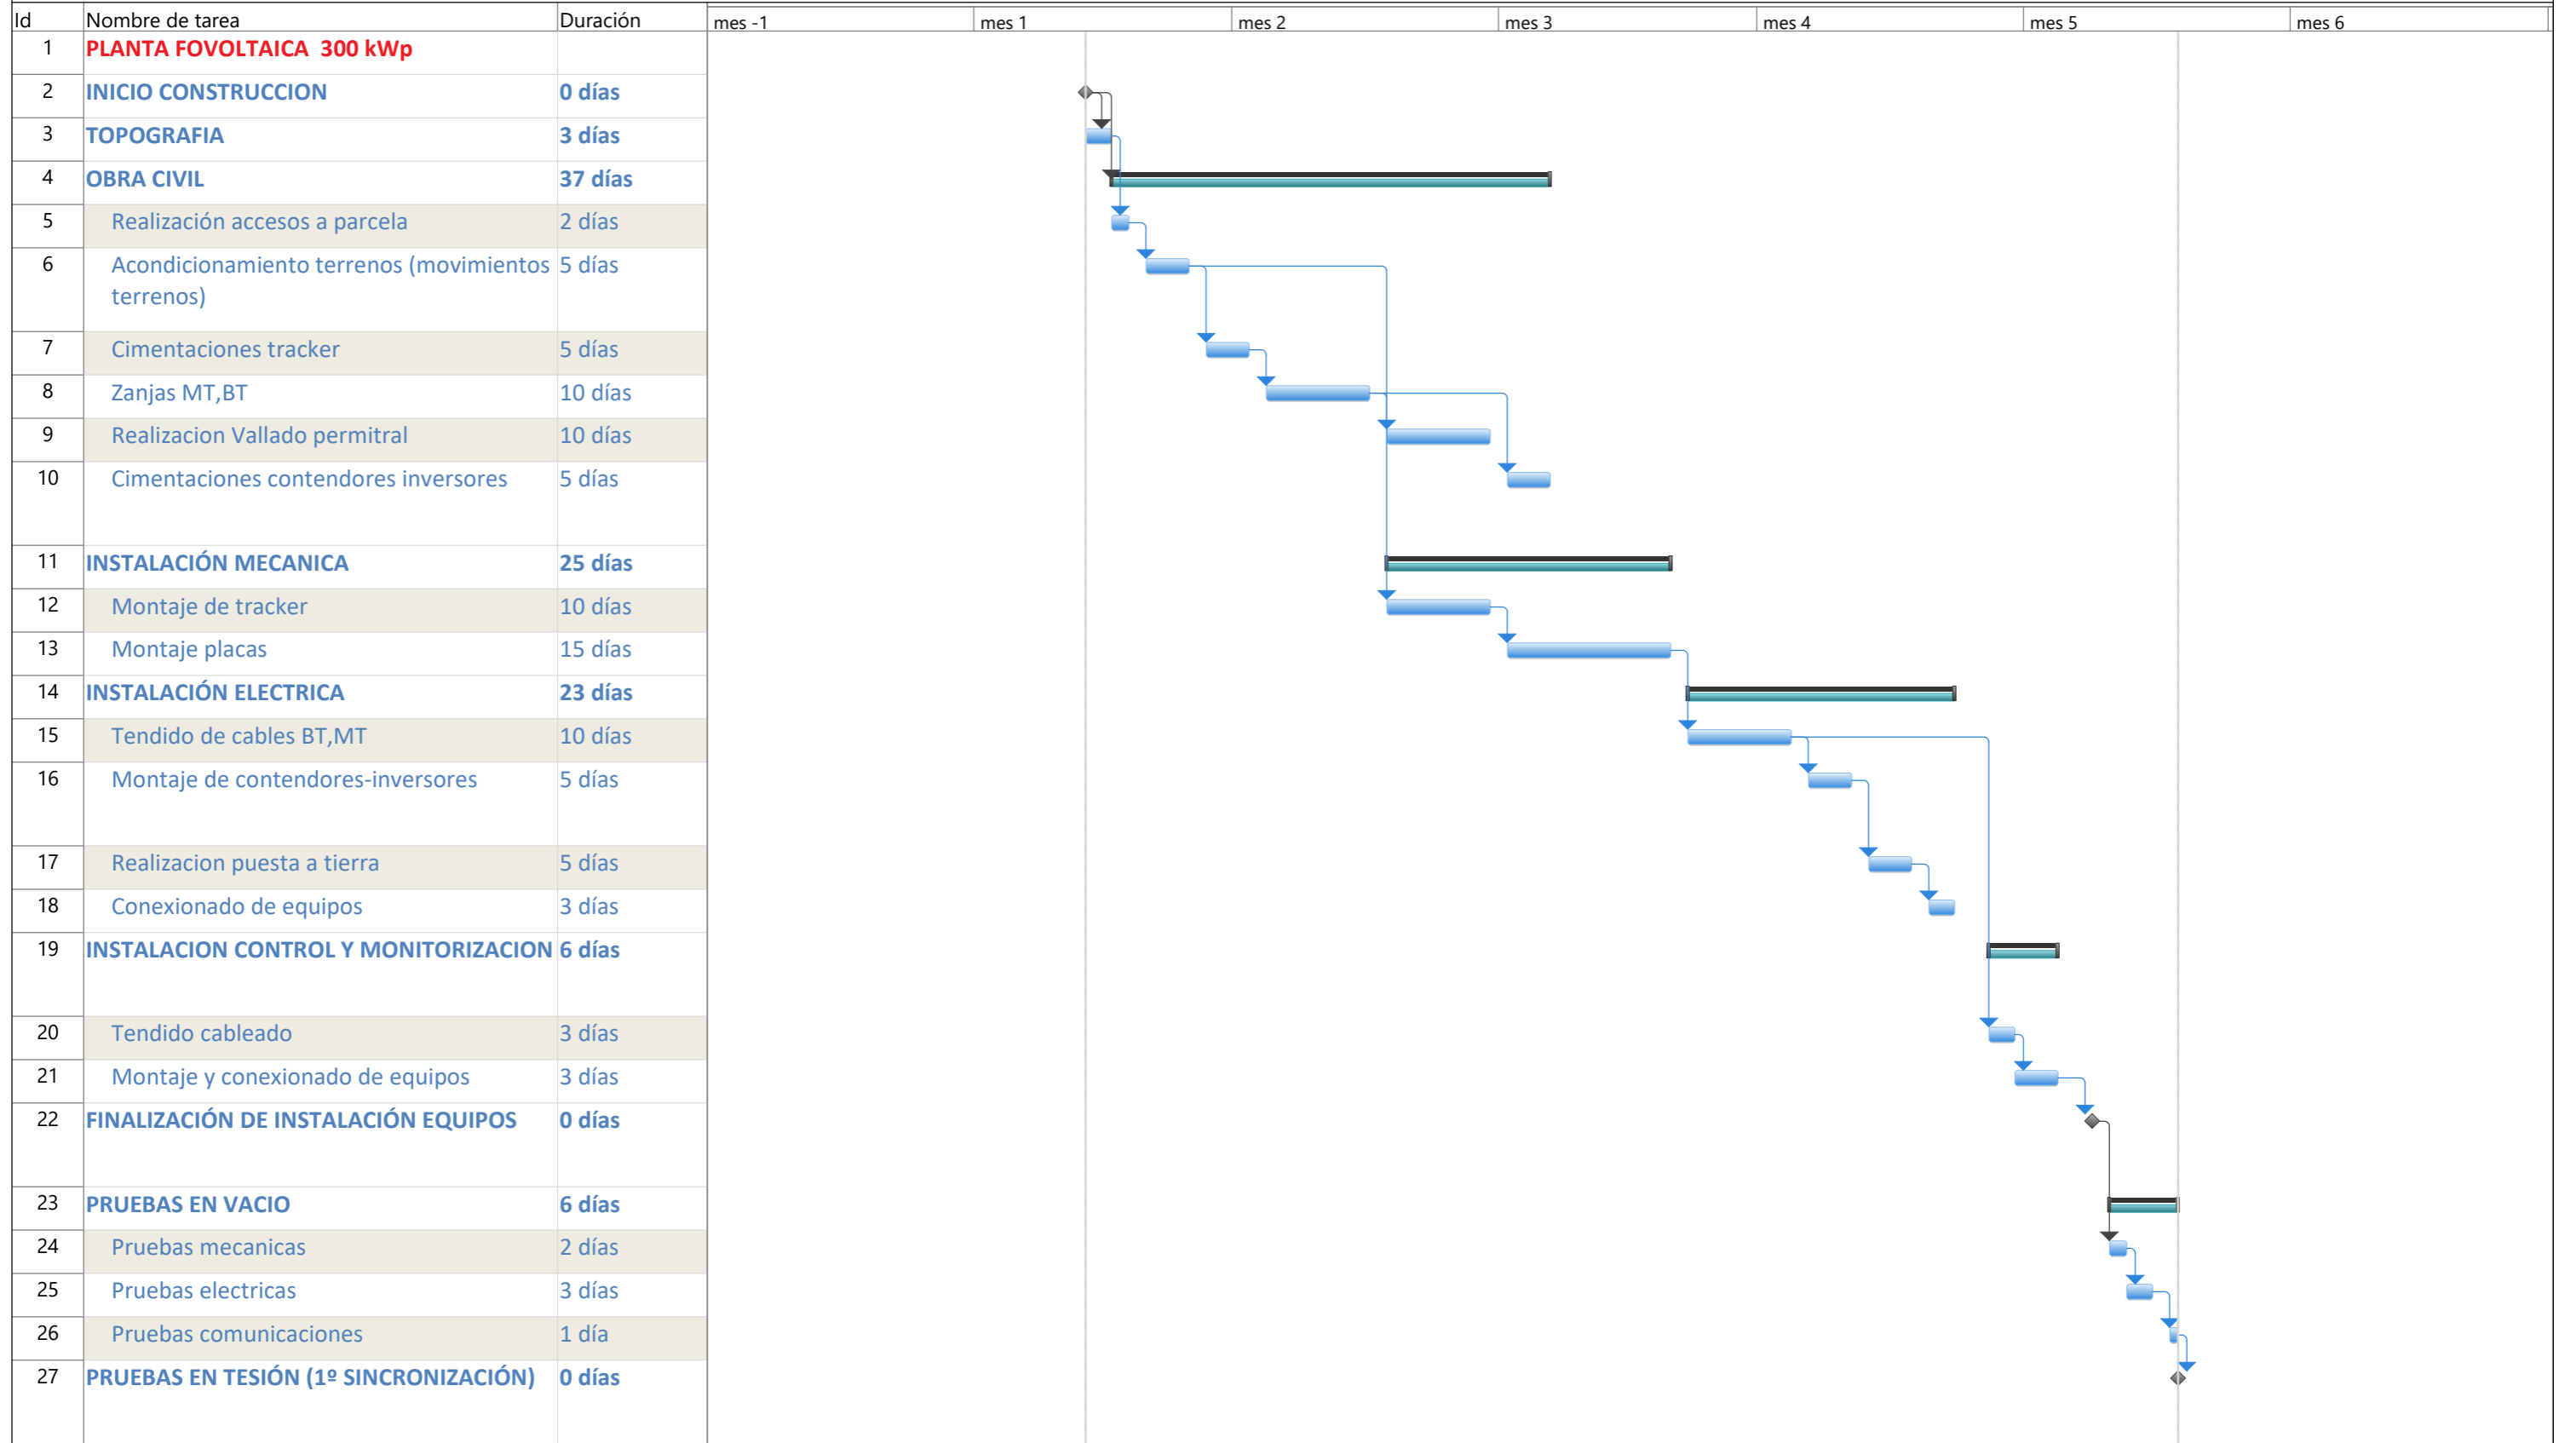 Id Nombre de tarea Duración mes -1 mes 1 mes 2 mes 3 mes 4 mes 5 mes 6
1 PLANTA FOVOLTAICA 300 kWp
2 INICIO CONSTRUCCION 0 días
3 TOPOGRAFIA 3 días
4 OBRA CIVIL 37 días
5 Realización accesos a parcela 2 días
6 Acondicionamiento terrenos (movimientos 5 días
terrenos)
7 Cimentaciones tracker 5 días
8 Zanjas MT,BT 10 días
9 Realizacion Vallado permitral 10 días
10 Cimentaciones contendores inversores 5 días
11 INSTALACIÓN MECANICA 25 días
12 Montaje de tracker 10 días
13 Montaje placas 15 días
14 INSTALACIÓN ELECTRICA 23 días
15 Tendido de cables BT,MT 10 días
16 Montaje de contendores-inversores 5 días
17 Realizacion puesta a tierra 5 días
18 Conexionado de equipos 3 días
19 INSTALACION CONTROL Y MONITORIZACION 6 días
20 Tendido cableado 3 días
21 Montaje y conexionado de equipos 3 días
22 FINALIZACIÓN DE INSTALACIÓN EQUIPOS 0 días
23 PRUEBAS EN VACIO 6 días
24 Pruebas mecanicas 2 días
25 Pruebas electricas 3 días
26 Pruebas comunicaciones 1 día
27 PRUEBAS EN TESIÓN (1º SINCRONIZACIÓN) 0 días